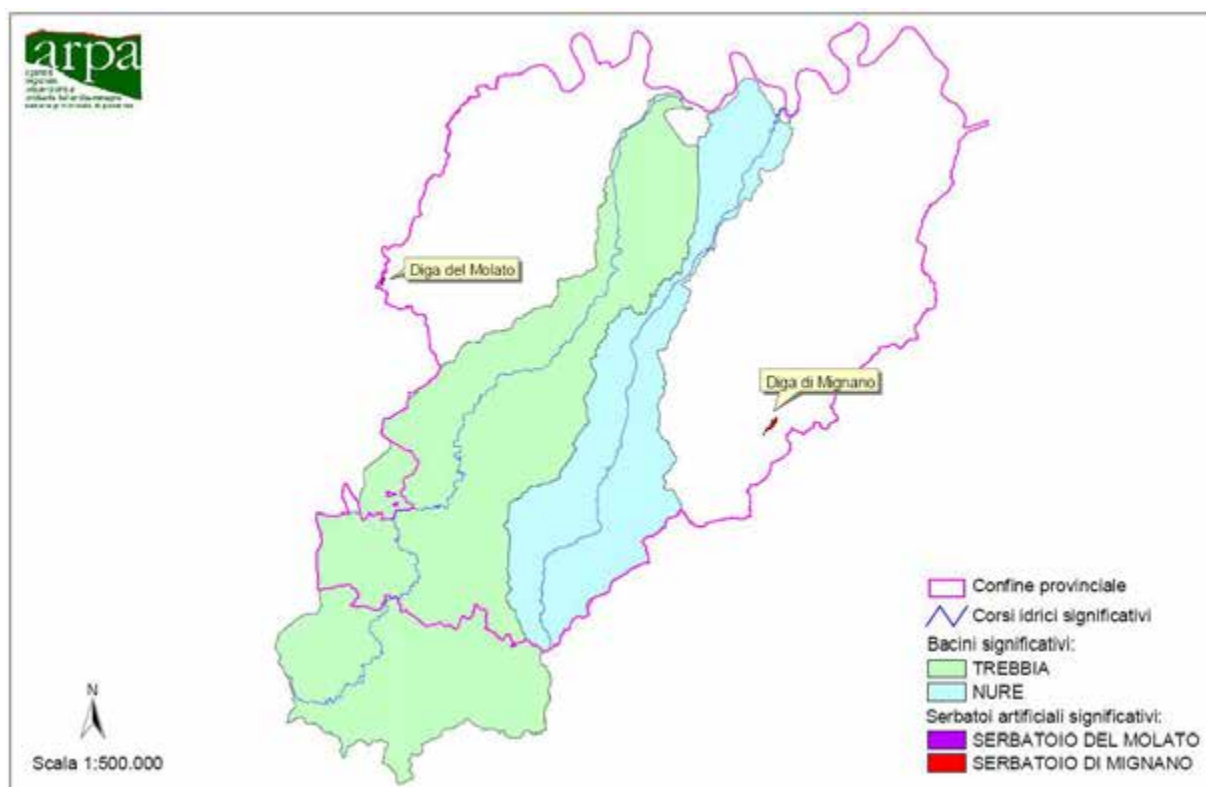 arpa
Diga del Molato
Diga di Mignano
Confine provinciale
Corsi idrici significativi
Bacini significativi:
TREBBIA
NURE
Serbatoi artificiali significativi:
SERBATOIO DEL MOLATO
SERBATOIO DI MIGNANO
N
Scala 1:500.000